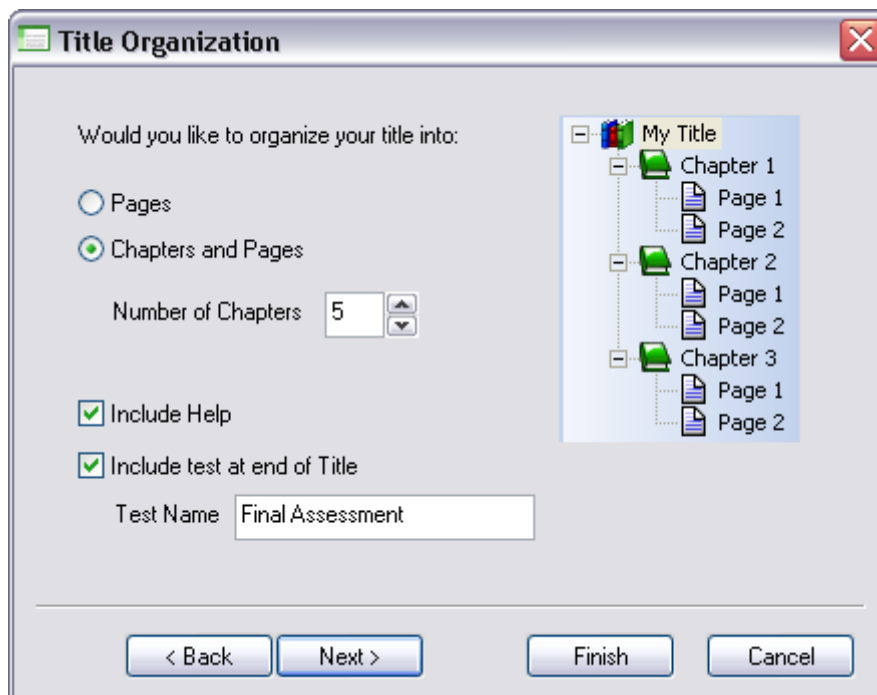 Title Organization
Would you like to organize your title into:
Pages
Chapters and Pages
Number of Chapters 5
Include Help
Include test at end of Title
Test Name Final Assessment
My Title
Chapter 1
Page 1
Page 2
Chapter 2
Page 1
Page 2
Chapter 3
Page 1
Page 2
< Back Next > Finish Cancel